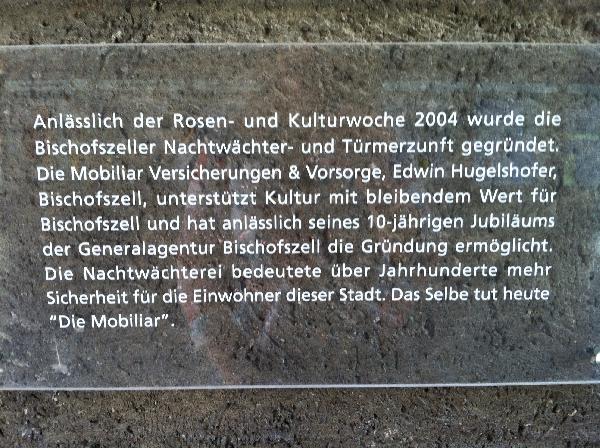 Anlässlich der Rosen- und Kulturwoche 2004 wurde die
Bischofszeller Nachtwächter- und Türmerzunft gegründet.
Die Mobiliar Versicherungen & Vorsorge, Edwin Hugelshofer,
Bischofszell, unterstützt Kultur mit bleibendem Wert für
Bischofszell und hat anlässlich seines 10-jährigen Jubiläums
der Generalagentur Bischofszell die Gründung ermöglicht.
Die Nachtwächterei bedeutete über Jahrhunderte mehr
Sicherheit für die Einwohner dieser Stadt. Das Selbe tut heute
"Die Mobiliar".